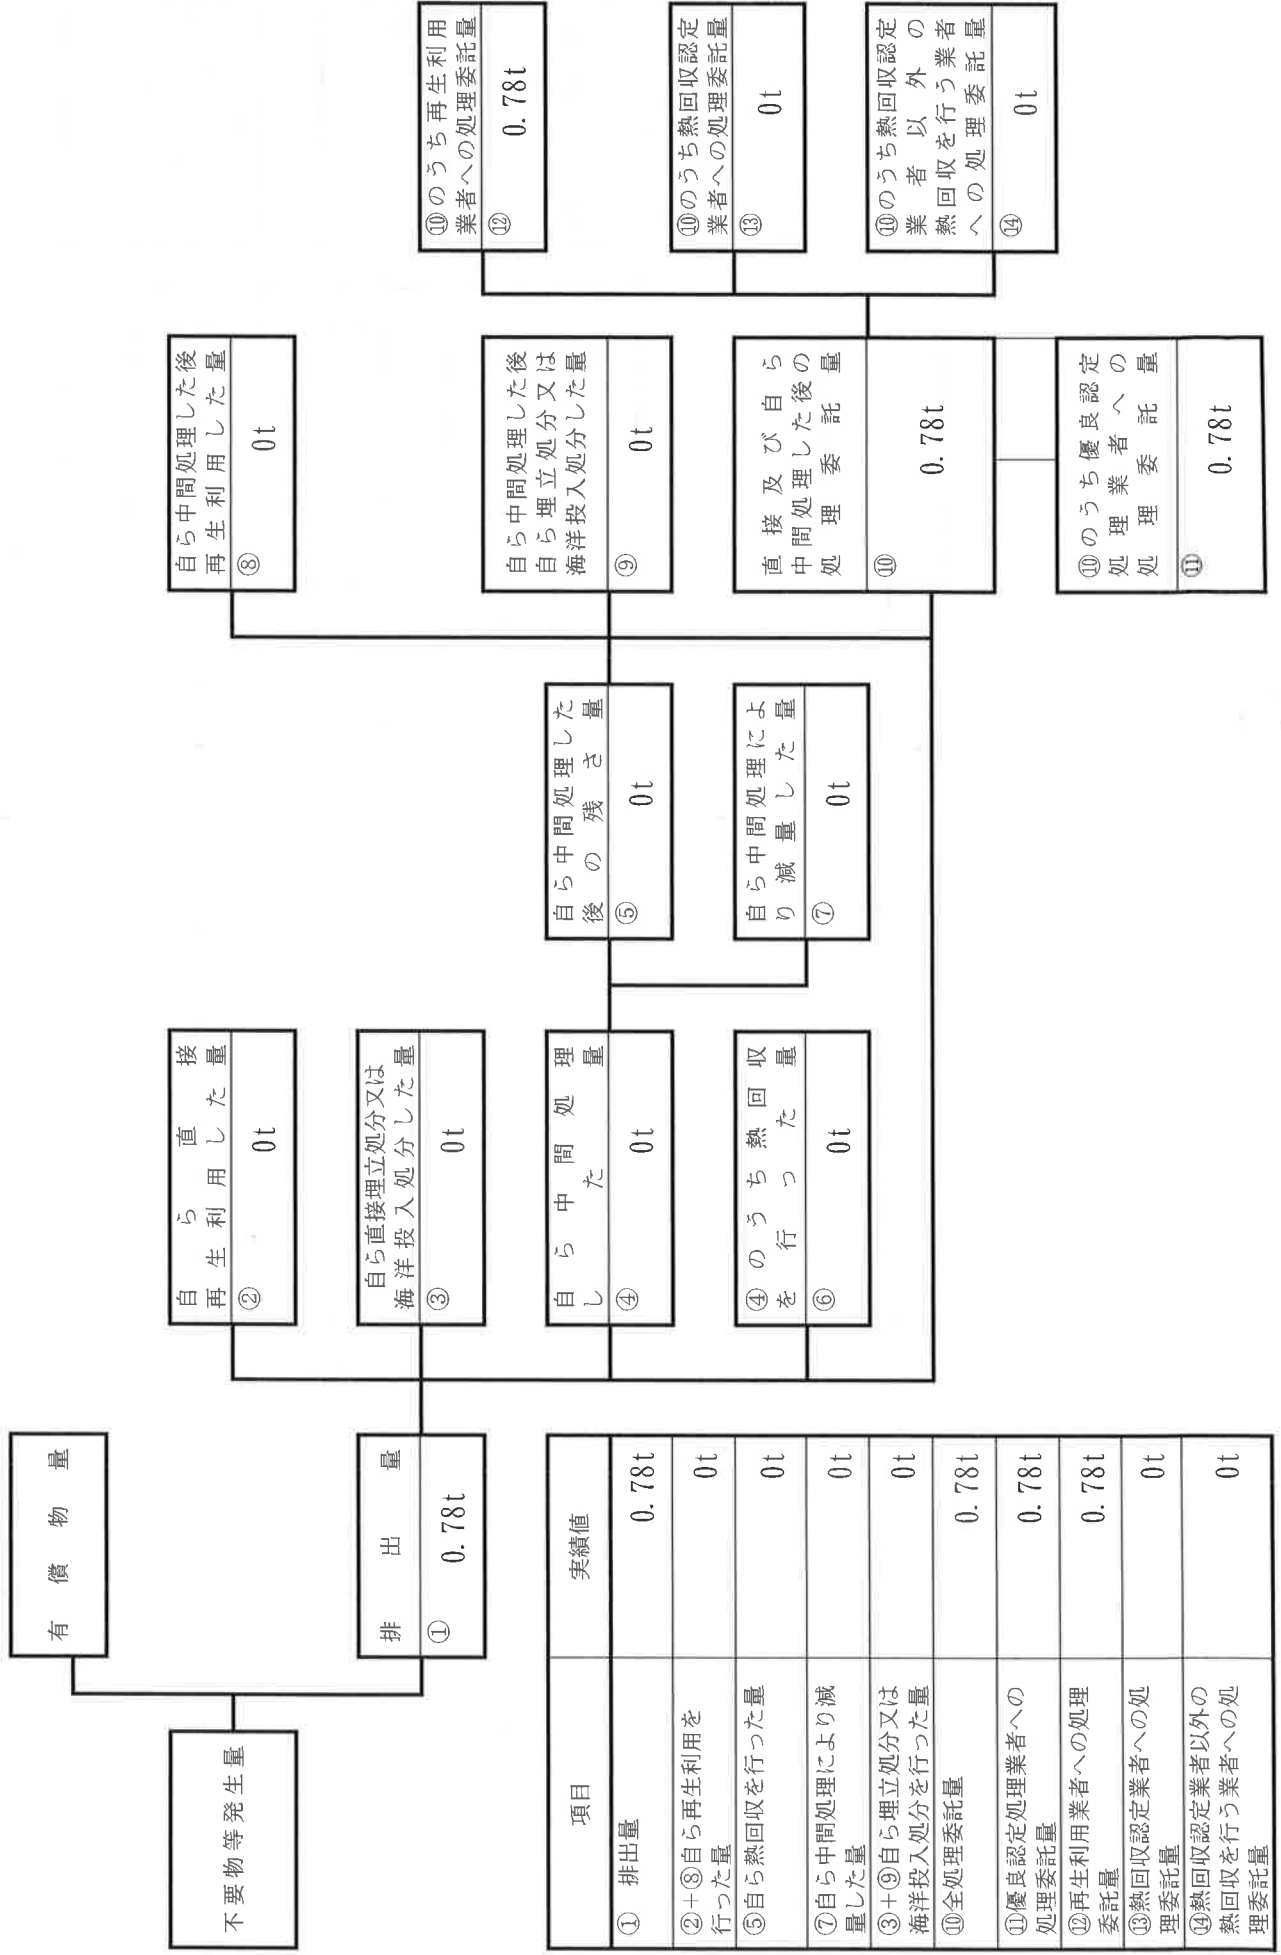 不要物等発生量
有償物量
排出量
① 0.78t
自ら直接
再生利用した量
② 0t
自ら直接埋立処分又は
海洋投入処分した量
③ 0t
自ら中間処理
した量
④ 0t
④のうち熱回収
を行った量
⑥ 0t
自ら中間処理した
後の残さ量
⑤ 0t
自ら中間処理によ
り減量した量
⑦ 0t
自ら中間処理した後
再生利用した量
⑧ 0t
自ら中間処理した後
自ら埋立処分又は
海洋投入処分した量
⑨ 0t
直接及び自ら
中間処理した後の
処理委託量
⑩ 0.78t
⑩のうち優良認定
処理業者への
処理委託量
⑪ 0.78t
⑩のうち再生利用
業者への処理委託量
⑫ 0.78t
⑩のうち熱回収認定
業者への処理委託量
⑬ 0t
⑩のうち熱回収認定
業者以外の
熱回収を行う業者
への処理委託量
⑭ 0t
項目 実績値
① 排出量 0.78t
②+⑧自ら再生利用を
行った量 0t
⑤自ら熱回収を行った量 0t
⑦自ら中間処理により減
量した量 0t
③+⑨自ら埋立処分又は
海洋投入処分を行った量 0t
⑩全処理委託量 0.78t
⑪優良認定処理業者への
処理委託量 0.78t
⑫再生利用業者への処理
委託量 0.78t
⑬熱回収認定業者への処
理委託量 0t
⑭熱回収認定業者以外の
熱回収を行う業者への処
理委託量 0t